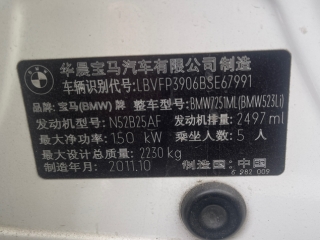 华晨宝马汽车有限公司制造
车辆识别代号:LBVFP3906BSE67991
品牌:宝马(BMW)牌 整车型号:BMW7251ML(BMW523Li)
发动机型号:N52B25AF 发动机排量:2497 ml
最大净功率:150 kW 乘坐人数:5 人
最大设计总质量:2230 kg
制造年月:2011.10 制造国:中国
6 282 009